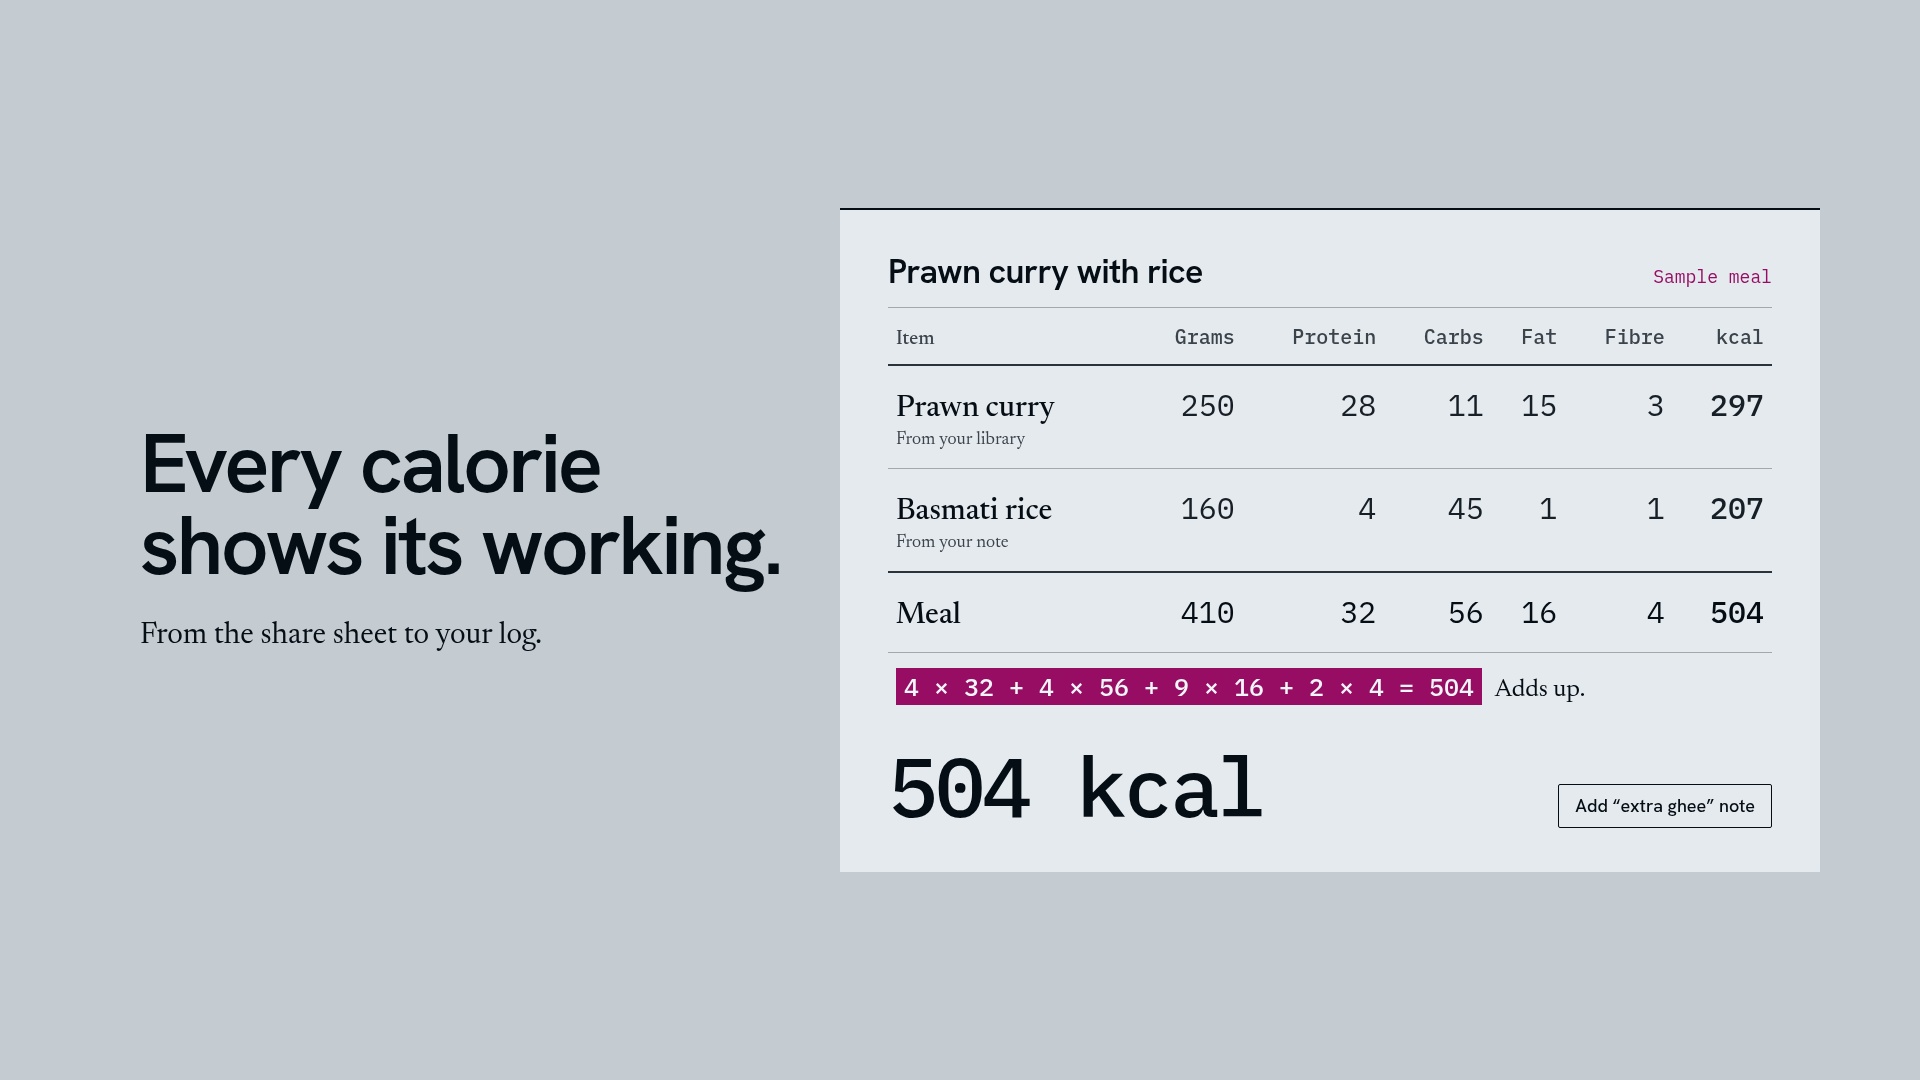 Every calorie
shows its working.
From the share sheet to your log.
Prawn curry with rice
Sample meal
Item Grams Protein Carbs Fat Fibre kcal
Prawn curry 250 28 11 15 3 297
From your library
Basmati rice 160 4 45 1 1 207
From your note
Meal 410 32 56 16 4 504
4 × 32 + 4 × 56 + 9 × 16 + 2 × 4 = 504 Adds up.
504 kcal
Add “extra ghee” note